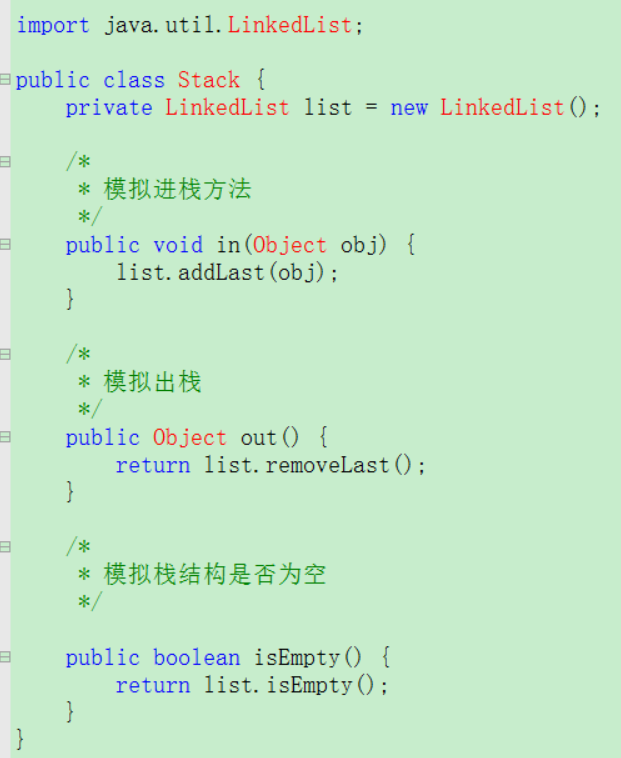 import java.util.LinkedList;
public class Stack {
private LinkedList list = new LinkedList();
/*
* 模拟进栈方法
*/
public void in(Object obj) {
list.addLast(obj);
}
/*
* 模拟出栈
*/
public Object out() {
return list.removeLast();
}
/*
* 模拟栈结构是否为空
*/
public boolean isEmpty() {
return list.isEmpty();
}
}